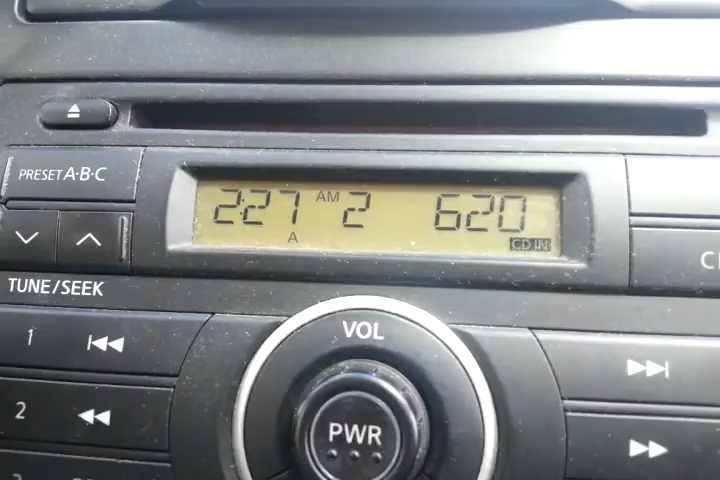 PRESET A·B·C
2:27 AM 2 620
A CD IN
TUNE/SEEK
VOL
1
2
PWR